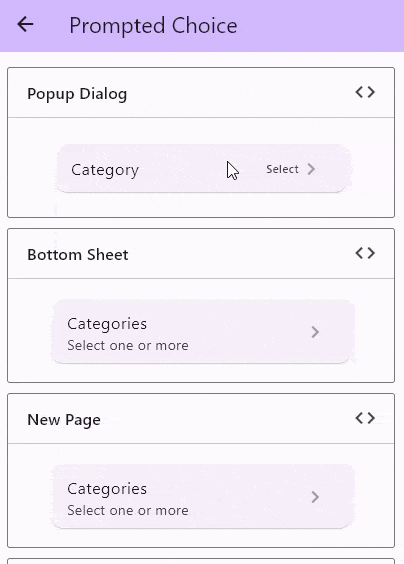 Prompted Choice
Popup Dialog
Category Select
Bottom Sheet
Categories
Select one or more
New Page
Categories
Select one or more